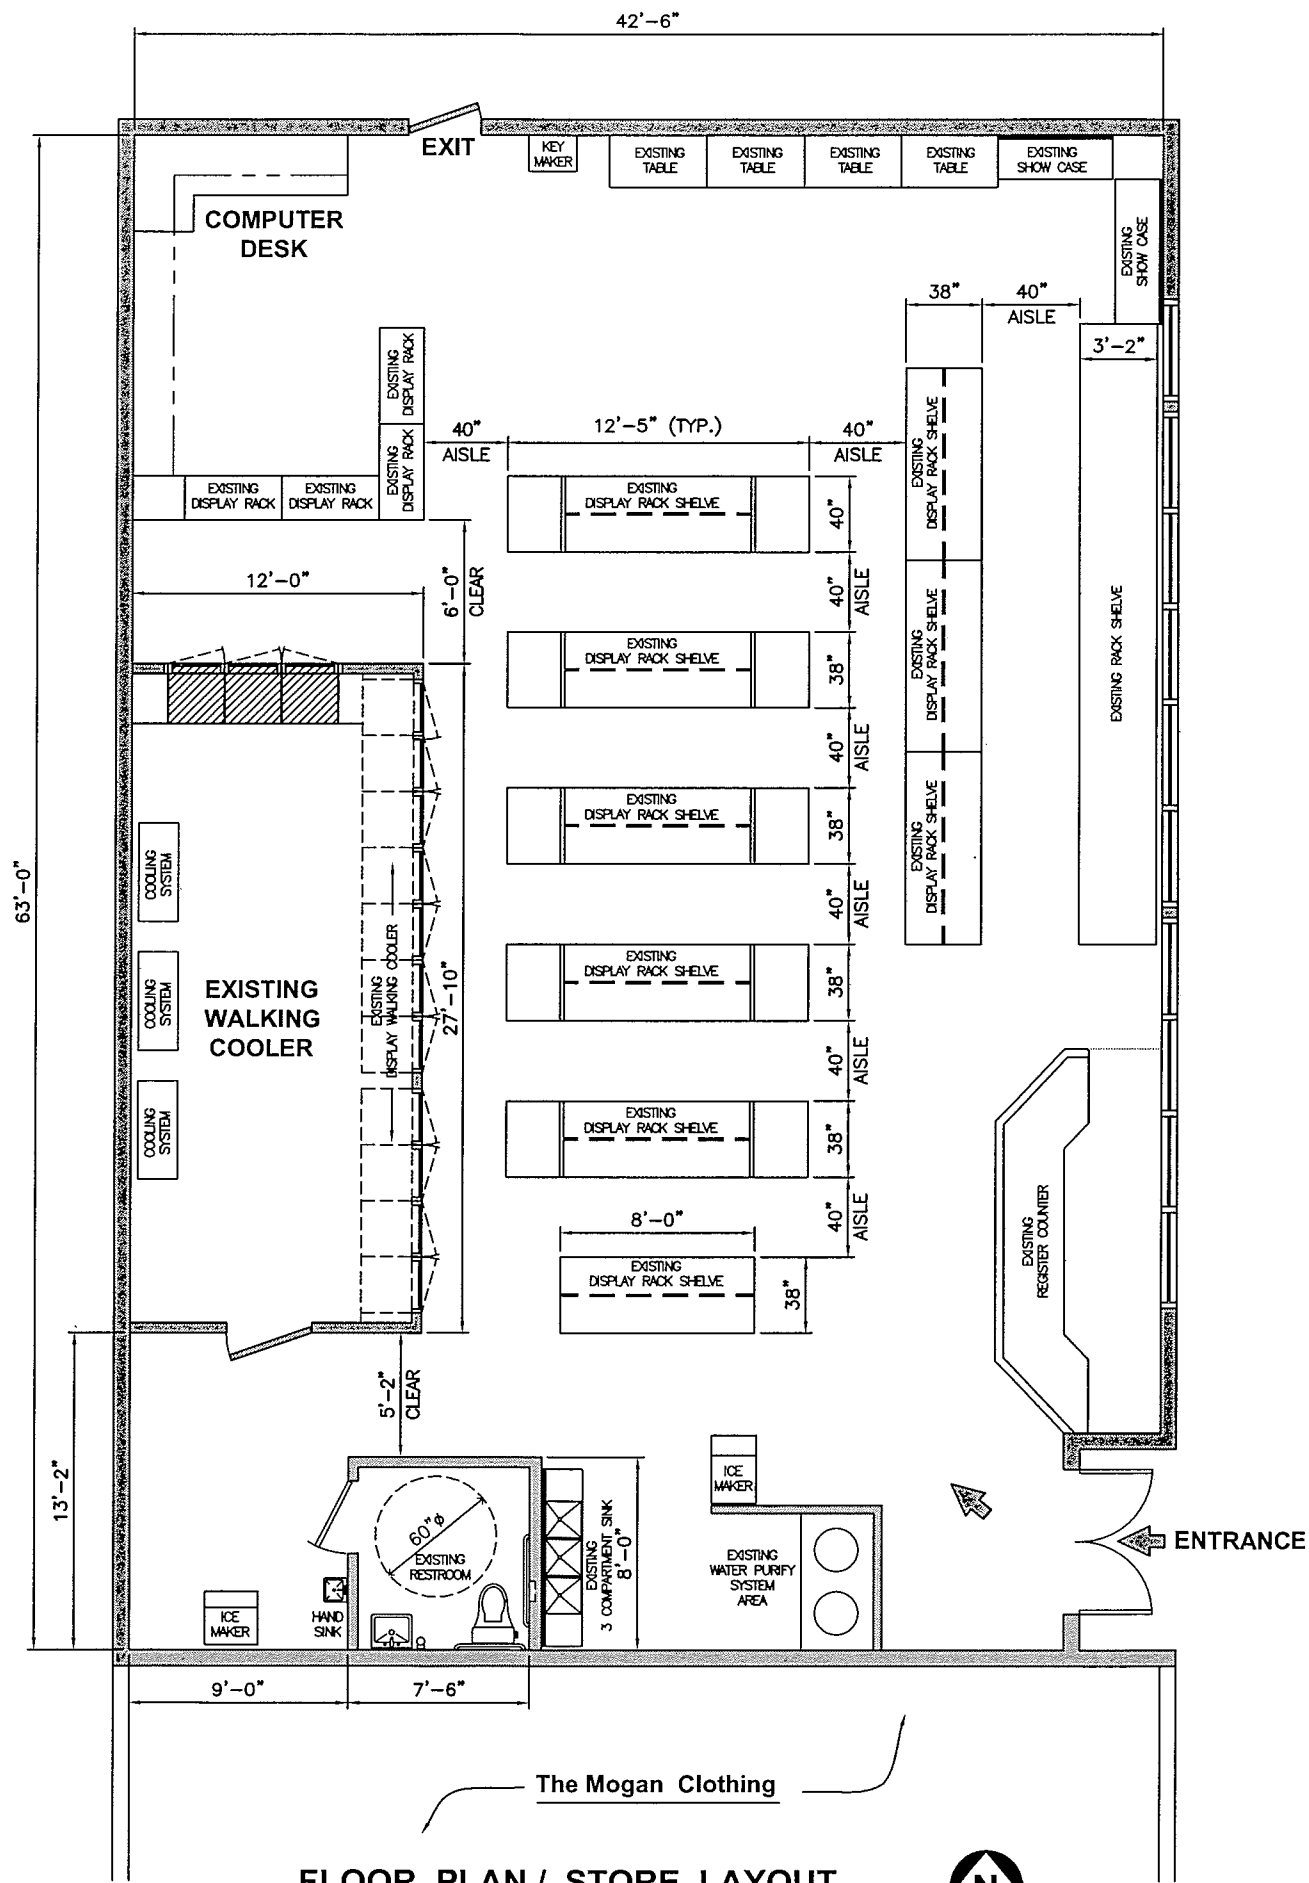 42'-6"
EXIT
KEY
MAKER
EXISTING
TABLE
EXISTING
TABLE
EXISTING
TABLE
EXISTING
TABLE
EXISTING
SHOW CASE
COMPUTER
DESK
EXISTING
SHOW CASE
38"
40"
AISLE
3'-2"
EXISTING
DISPLAY RACK
EXISTING
DISPLAY RACK
40"
AISLE
12'-5" (TYP.)
40"
AISLE
EXISTING
DISPLAY RACK SHELVE
EXISTING
DISPLAY RACK
EXISTING
DISPLAY RACK
EXISTING
DISPLAY RACK SHELVE
40"
12'-0"
6'-0"
CLEAR
40"
AISLE
EXISTING
DISPLAY RACK SHELVE
EXISTING RACK SHELVE
EXISTING
DISPLAY RACK SHELVE
38"
40"
AISLE
EXISTING
DISPLAY RACK SHELVE
38"
EXISTING
DISPLAY RACK SHELVE
63'-0"
COOLING
SYSTEM
40"
AISLE
COOLING
SYSTEM
EXISTING
WALKING
COOLER
EXISTING
DISPLAY WALKING COOLER
27'-10"
EXISTING
DISPLAY RACK SHELVE
38"
40"
AISLE
COOLING
SYSTEM
EXISTING
DISPLAY RACK SHELVE
38"
40"
AISLE
8'-0"
EXISTING
REGISTER COUNTER
EXISTING
DISPLAY RACK SHELVE
38"
5'-2"
CLEAR
13'-2"
ICE
MAKER
60"ϕ
EXISTING
RESTROOM
EXISTING
3 COMPARTMENT SINK
8'-0"
EXISTING
WATER PURIFY
SYSTEM
AREA
ENTRANCE
ICE
MAKER
HAND
SINK
9'-0"
7'-6"
The Mogan Clothing
FLOOR PLAN / STORE LAYOUT
N